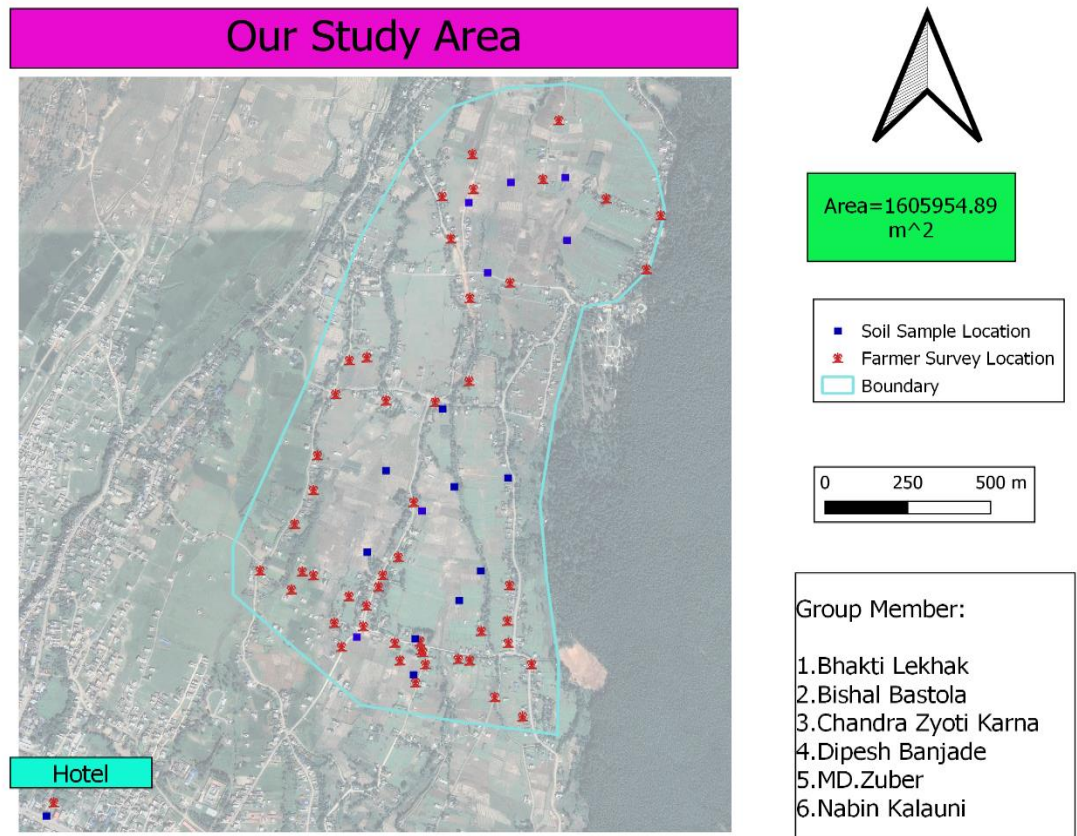 Our Study Area
Area=1605954.89
m^2
Soil Sample Location
Farmer Survey Location
Boundary
0 250 500 m
Group Member:
1.Bhakti Lekhak
2.Bishal Bastola
3.Chandra Zyoti Karna
4.Dipesh Banjade
5.MD.Zuber
6.Nabin Kalauni
Hotel